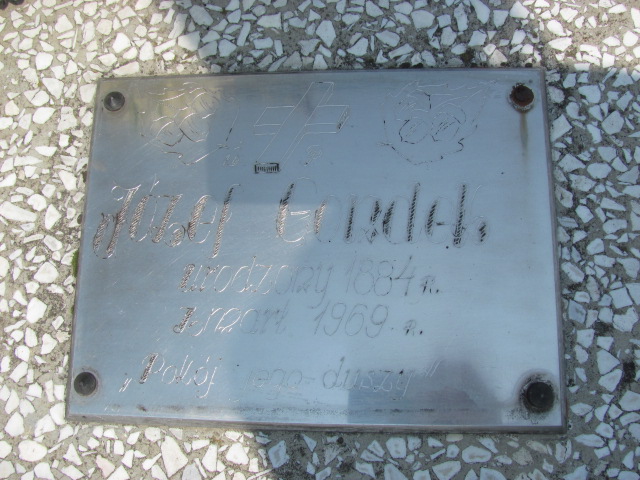 Józef
urodzony 1884 r.
zmarł 1969 r.
„Pokój jego duszy"